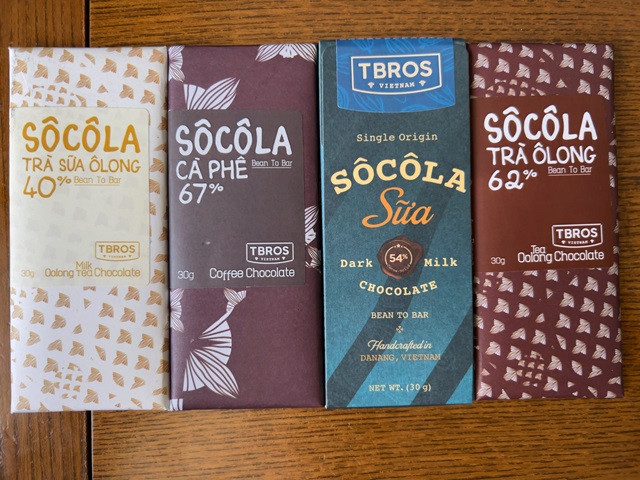 SÔCÔLA
TRÀ SỮA ÔLONG
40% Bean To Bar
TBROS
VIETNAM
30g
Milk
Oolong Tea Chocolate
SÔCÔLA
CÀ PHÊ Bean To Bar
67%
TBROS
VIETNAM
30g Coffee Chocolate
TBROS
VIETNAM
Single Origin
SÔCÔLA
Sữa
Dark 54% Milk
CHOCOLATE
BEAN TO BAR
Handcrafted in
DANANG, VIETNAM
NET WT. (30 g)
SÔCÔLA
TRÀ ÔLONG
62% Bean To Bar
TBROS
VIETNAM
Tea
30g Oolong Chocolate